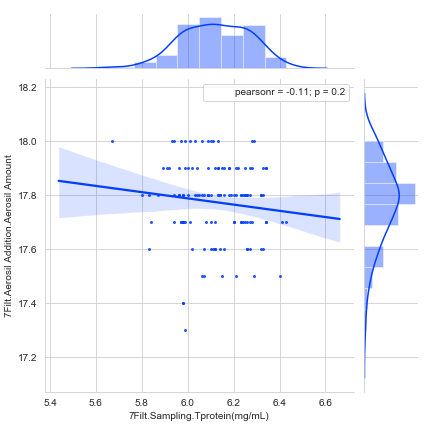 pearsonr = -0.11; p = 0.2
7Filt.Aerosil Addition.Aerosil Amount
18.2
18.0
17.8
17.6
17.4
17.2
5.4 5.6 5.8 6.0 6.2 6.4 6.6
7Filt.Sampling.Tprotein(mg/mL)